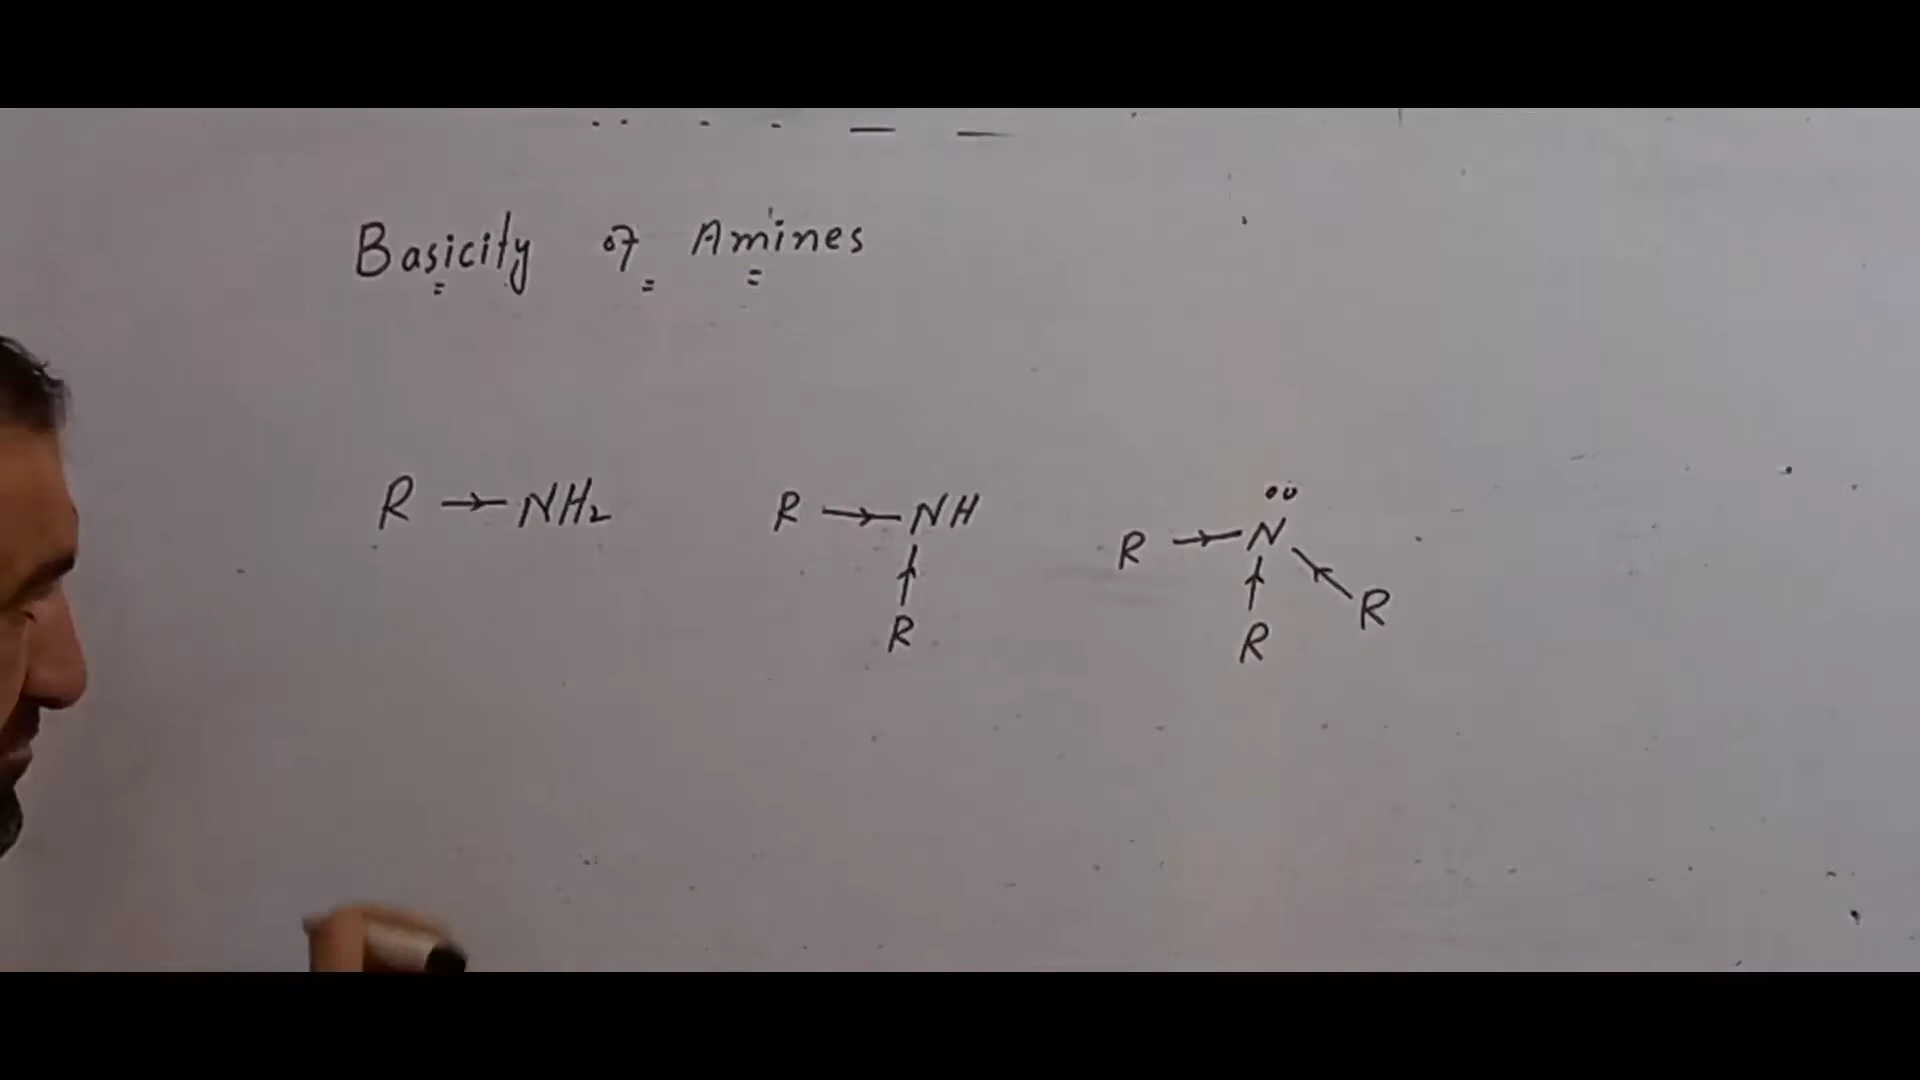 Basicity of Amines
R → NH₂ R → NH R → N R
↑ ↑
R R